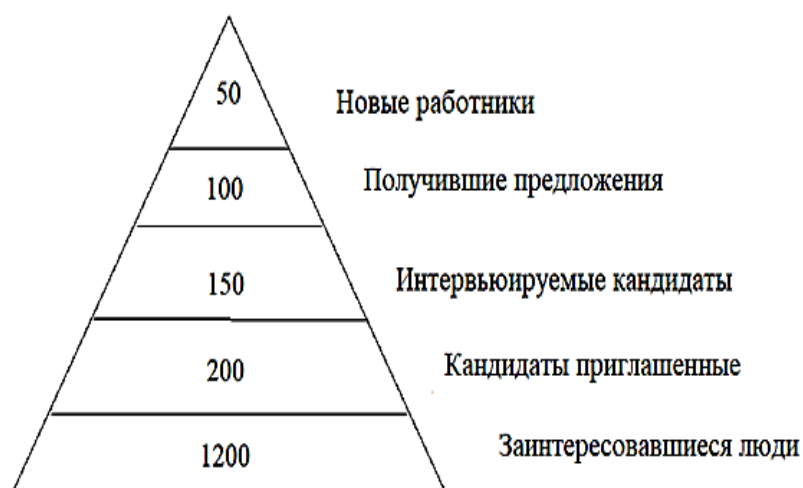 50
Новые работники
100
Получившие предложения
150
Интервьюируемые кандидаты
200
Кандидаты приглашенные
1200
Заинтересовавшиеся люди